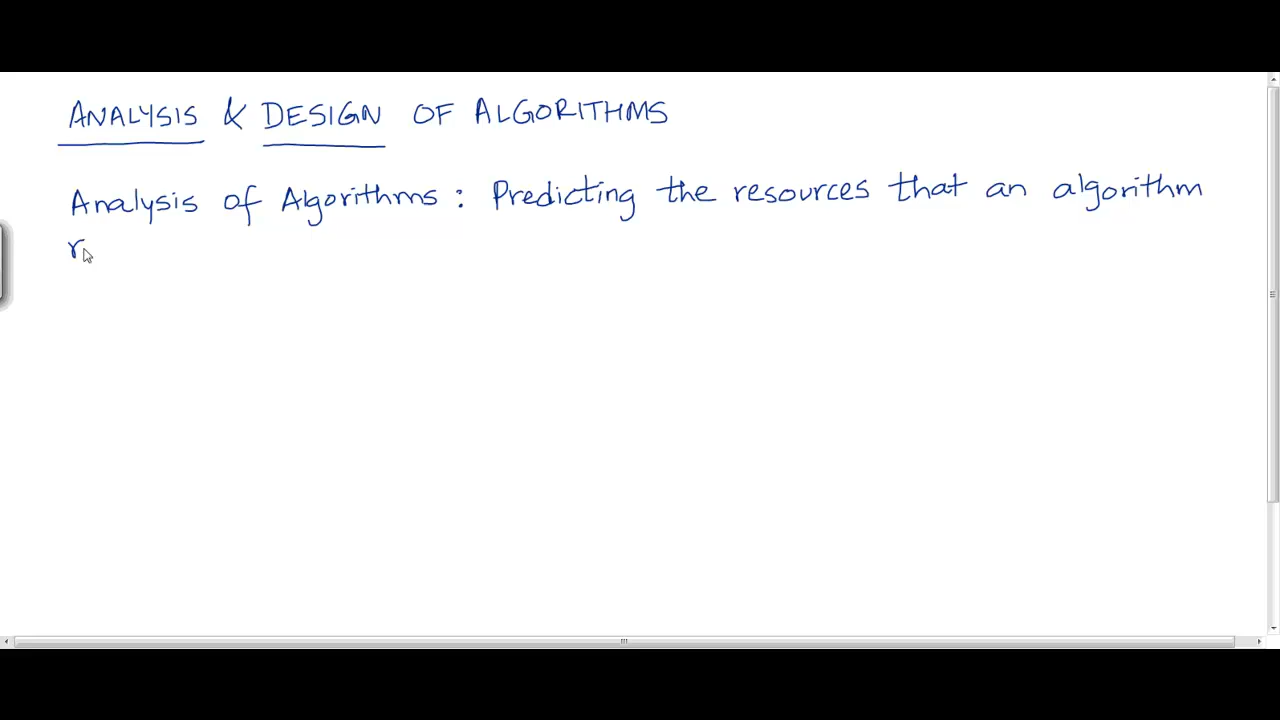 ANALYSIS & DESIGN OF ALGORITHMS
Analysis of Algorithms : Predicting the resources that an algorithm
r